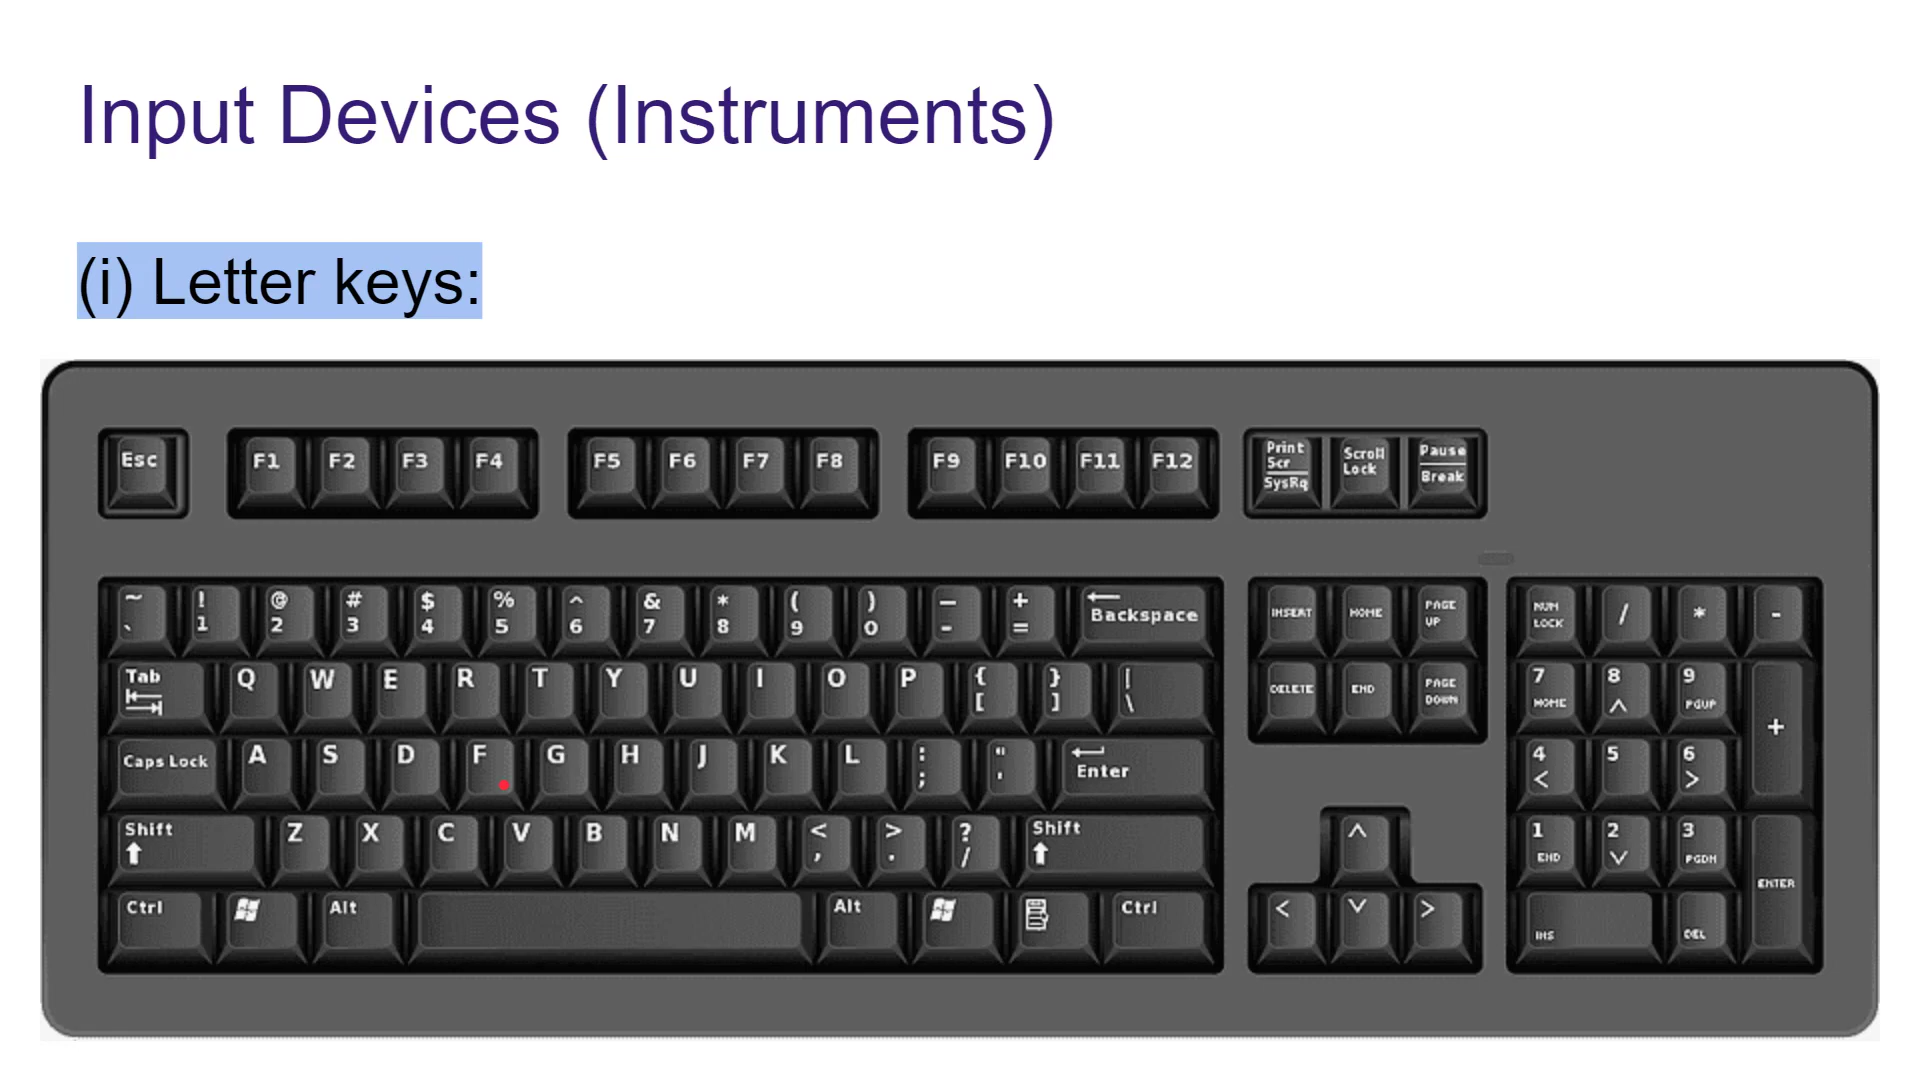 Input Devices (Instruments)
(i) Letter keys:
Esc F1 F2 F3 F4 F5 F6 F7 F8 F9 F10 F11 F12 Print Scr SysRq Scroll Lock Pause Break
~ ` ! 1 @ 2 # 3 $ 4 % 5 ^ 6 & 7 * 8 ( 9 ) 0 _ - + = Backspace INSERT HOME PAGE UP NUM LOCK / * -
Tab Q W E R T Y U I O P { [ } ] | \ DELETE END PAGE DOWN 7 HOME 8 ^ 9 PGUP +
Caps Lock A S D F G H J K L : ; " ' Enter 4 < 5 6 >
Shift Z X C V B N M < , > . ? / Shift ^ 1 END 2 v 3 PGDN ENTER
Ctrl Alt Alt Ctrl < v > INS DEL